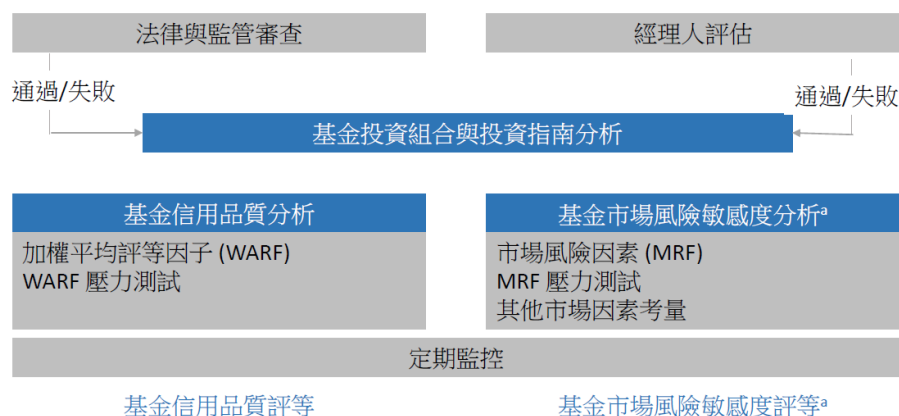 法律與監管審查
經理人評估
通過/失敗
通過/失敗
基金投資組合與投資指南分析
基金信用品質分析
加權平均評等因子 (WARF)
WARF 壓力測試
基金市場風險敏感度分析ª
市場風險因素 (MRF)
MRF 壓力測試
其他市場因素考量
定期監控
基金信用品質評等
基金市場風險敏感度評等ª